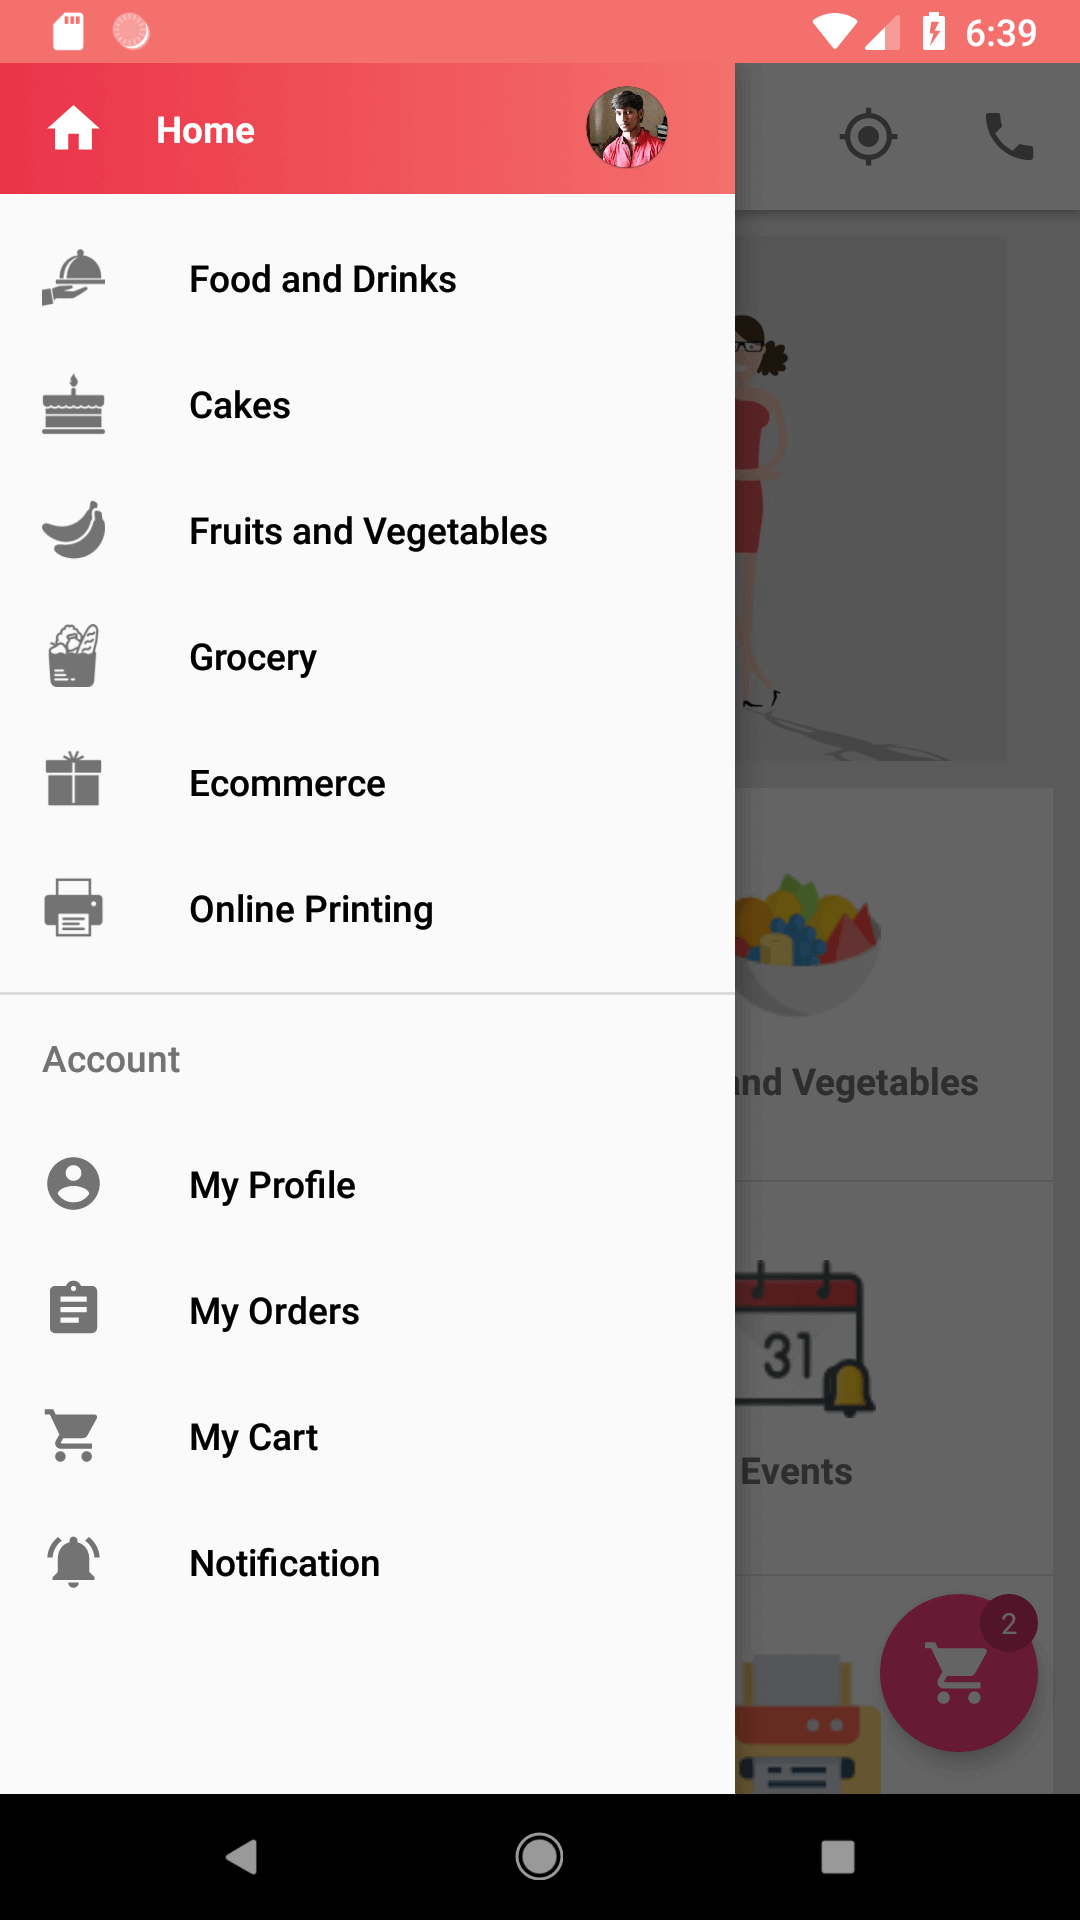 6:39
Home
Food and Drinks
Cakes
Fruits and Vegetables
Grocery
Ecommerce
Online Printing
Account
My Profile
My Orders
My Cart
Notification
and Vegetables
31
Events
2